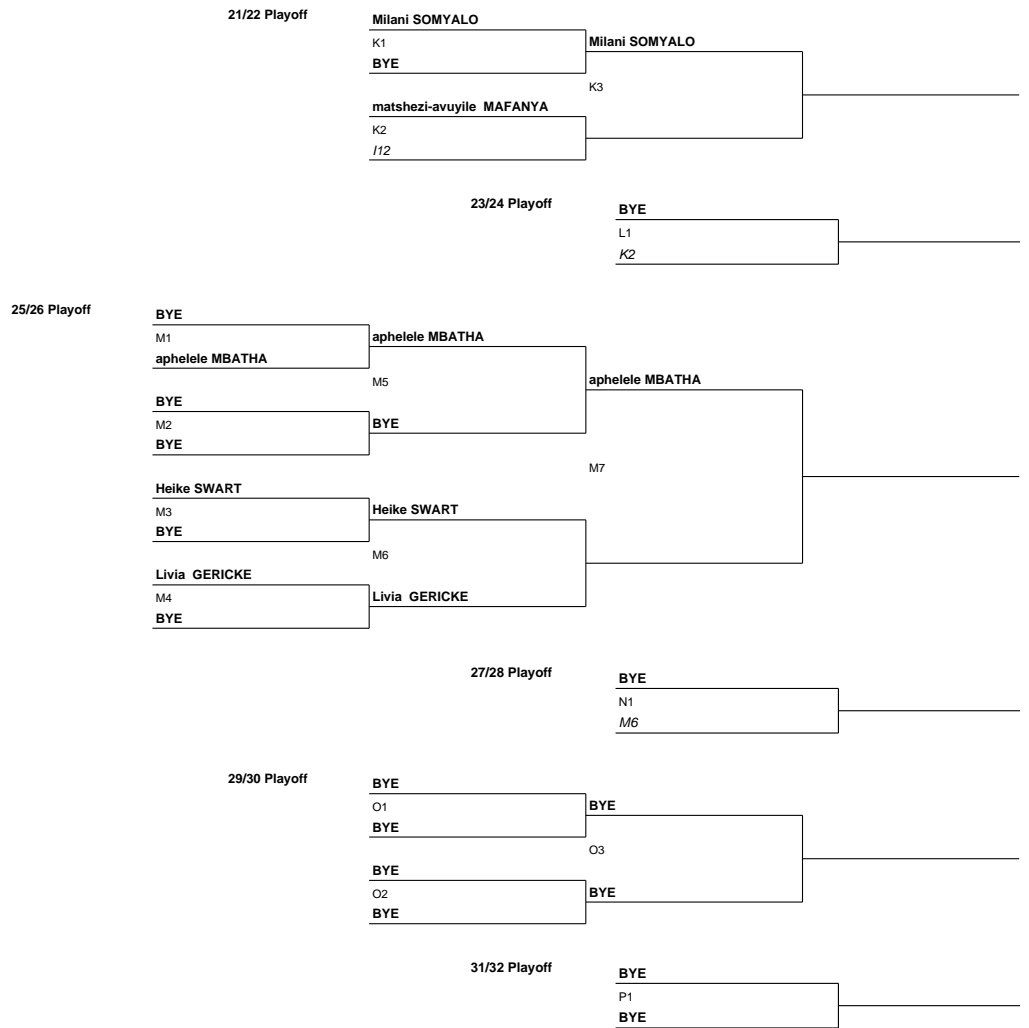 21/22 Playoff
Milani SOMYALO
K1
BYE
Milani SOMYALO
K3
matshezi-avuyile  MAFANYA
K2
I12
23/24 Playoff
BYE
L1
K2
25/26 Playoff
BYE
M1
aphelele MBATHA
aphelele MBATHA
M5
BYE
M2
BYE
BYE
aphelele MBATHA
M7
Heike SWART
M3
BYE
Heike SWART
M6
Livia  GERICKE
M4
BYE
Livia  GERICKE
27/28 Playoff
BYE
N1
M6
29/30 Playoff
BYE
O1
BYE
BYE
O3
BYE
O2
BYE
BYE
31/32 Playoff
BYE
P1
BYE